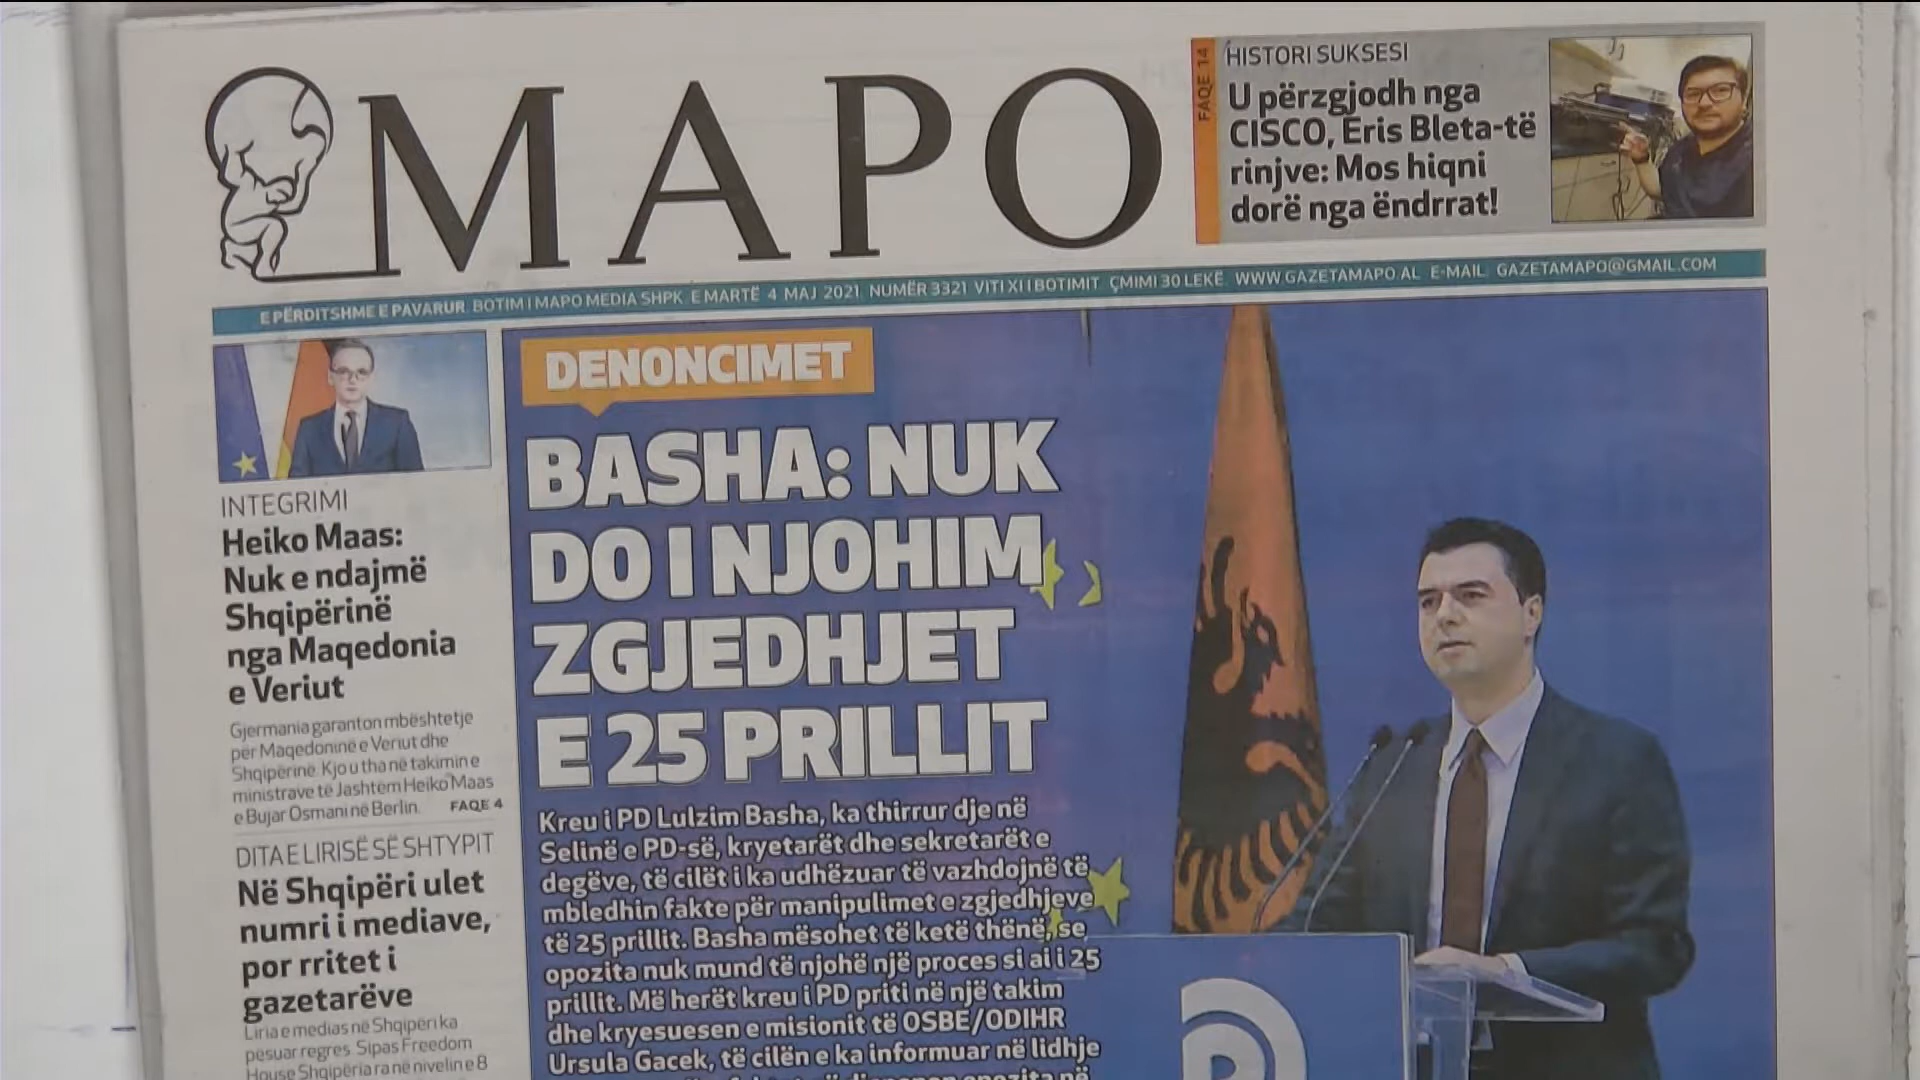 MAPO
FAQE 14
HISTORI SUKSESI
U përzgjodh nga
CISCO, Eris Bleta-të
rinjve: Mos hiqni
dorë nga ëndrrat!
E PËRDITSHME E PAVARUR. BOTIM I MAPO MEDIA SHPK. E MARTË 4 MAJ 2021. NUMËR 3321 VITI XI I BOTIMIT ÇMIMI 30 LEKË. WWW.GAZETAMAPO.AL E-MAIL. GAZETAMAPO@GMAIL.COM
INTEGRIMI
Heiko Maas:
Nuk e ndajmë
Shqipërinë
nga Maqedonia
e Veriut
Gjermania garanton mbështetje
për Maqedoninë e Veriut dhe
Shqipërinë. Kjo u tha në takimin e
ministrave të Jashtëm Heiko Maas
e Bujar Osmani në Berlin. FAQE 4
DITA E LIRISË SË SHTYPIT
Në Shqipëri ulet
numri i mediave,
por rritet i
gazetarëve
Liria e medias në Shqipëri ka
pësuar regres. Sipas Freedom
House Shqipëria ra në nivelin e 8
DENONCIMET
BASHA: NUK
DO I NJOHIM
ZGJEDHJET
E 25 PRILLIT
Kreu i PD Lulzim Basha, ka thirrur dje në
Selinë e PD-së, kryetarët dhe sekretarët e
degëve, të cilët i ka udhëzuar të vazhdojnë të
mbledhin fakte për manipulimet e zgjedhjeve
të 25 prillit. Basha mësohet të ketë thënë, se
opozita nuk mund të njohë një proces si ai i 25
prillit. Më herët kreu i PD priti në një takim
dhe kryesuesen e misionit të OSBE/ODIHR
Ursula Gacek, të cilën e ka informuar në lidhje